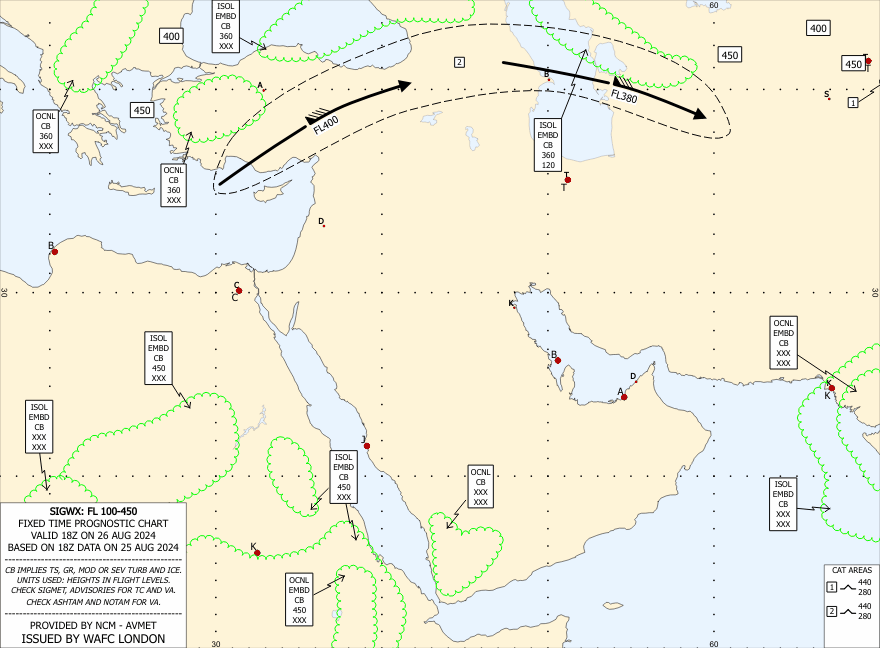 60
ISOL
EMBD
CB
360
XXX
400
400
450
450
450
2
1
A
B
S
T
OCNL
CB
360
XXX
FL400
FL380
OCNL
CB
360
XXX
ISOL
EMBD
CB
360
120
T
T
D
B
C
C
30
30
K
B
D
A
J
K
K
K
OCNL
EMBD
CB
XXX
XXX
ISOL
EMBD
CB
450
XXX
ISOL
EMBD
CB
XXX
XXX
ISOL
EMBD
CB
450
XXX
OCNL
CB
XXX
XXX
ISOL
EMBD
CB
XXX
XXX
OCNL
EMBD
CB
450
XXX
SIGWX: FL 100-450
FIXED TIME PROGNOSTIC CHART
VALID 18Z ON 26 AUG 2024
BASED ON 18Z DATA ON 25 AUG 2024
CB IMPLIES TS, GR, MOD OR SEV TURB AND ICE.
UNITS USED: HEIGHTS IN FLIGHT LEVELS.
CHECK SIGMET, ADVISORIES FOR TC AND VA.
CHECK ASHTAM AND NOTAM FOR VA.
PROVIDED BY NCM - AVMET
ISSUED BY WAFC LONDON
CAT AREAS
1 440
280
2 440
280
30
60